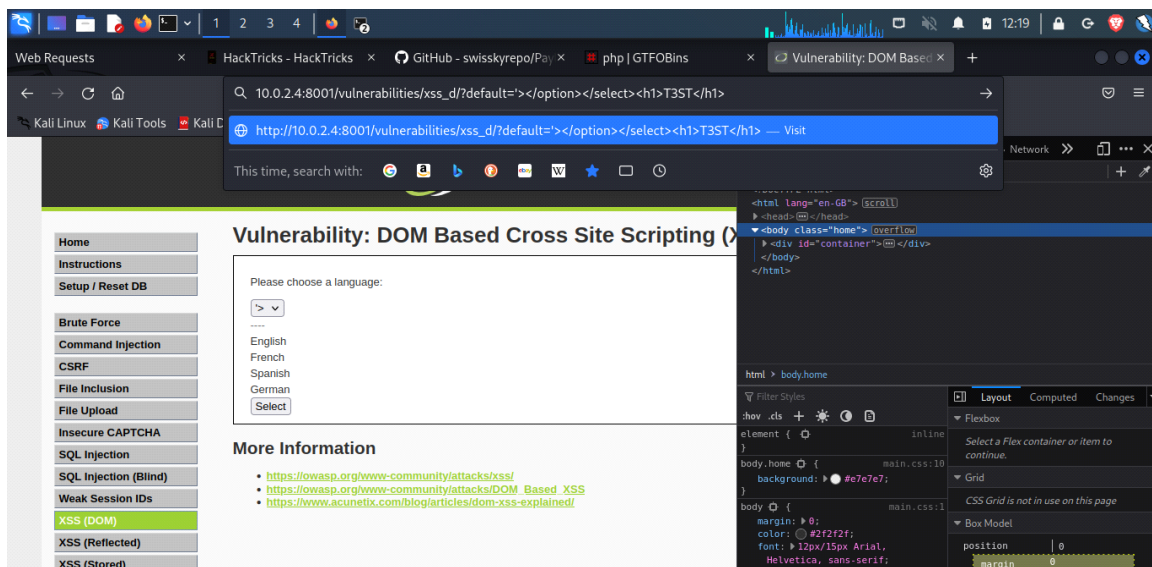 1 2 3 4 12:19
Web Requests × HackTricks - HackTricks × GitHub - swisskyrepo/Pay × php | GTFOBins × Vulnerability: DOM Based × +
10.0.2.4:8001/vulnerabilities/xss_d/?default='></option></select><h1>T3ST</h1>
Kali Linux Kali Tools Kali D
http://10.0.2.4:8001/vulnerabilities/xss_d/?default='></option></select><h1>T3ST</h1> — Visit
Network
This time, search with:
<html lang="en-GB"> scroll
<head> </head>
<body class="home"> overflow
<div id="container"> </div>
</body>
</html>
Home
Instructions
Setup / Reset DB
Brute Force
Command Injection
CSRF
File Inclusion
File Upload
Insecure CAPTCHA
SQL Injection
SQL Injection (Blind)
Weak Session IDs
XSS (DOM)
XSS (Reflected)
XSS (Stored)
Vulnerability: DOM Based Cross Site Scripting (X
Please choose a language:
'>
----
English
French
Spanish
German
Select
More Information
https://owasp.org/www-community/attacks/xss/
https://owasp.org/www-community/attacks/DOM_Based_XSS
https://www.acunetix.com/blog/articles/dom-xss-explained/
html > body.home
Filter Styles
:hov .cls +
element { inline
}
body.home { main.css:10
background: #e7e7e7;
}
body { main.css:1
margin: 0;
color: #2f2f2f;
font: 12px/15px Arial,
Helvetica, sans-serif;
Layout Computed Changes
Flexbox
Select a Flex container or item to
continue.
Grid
CSS Grid is not in use on this page
Box Model
position 0
margin 0